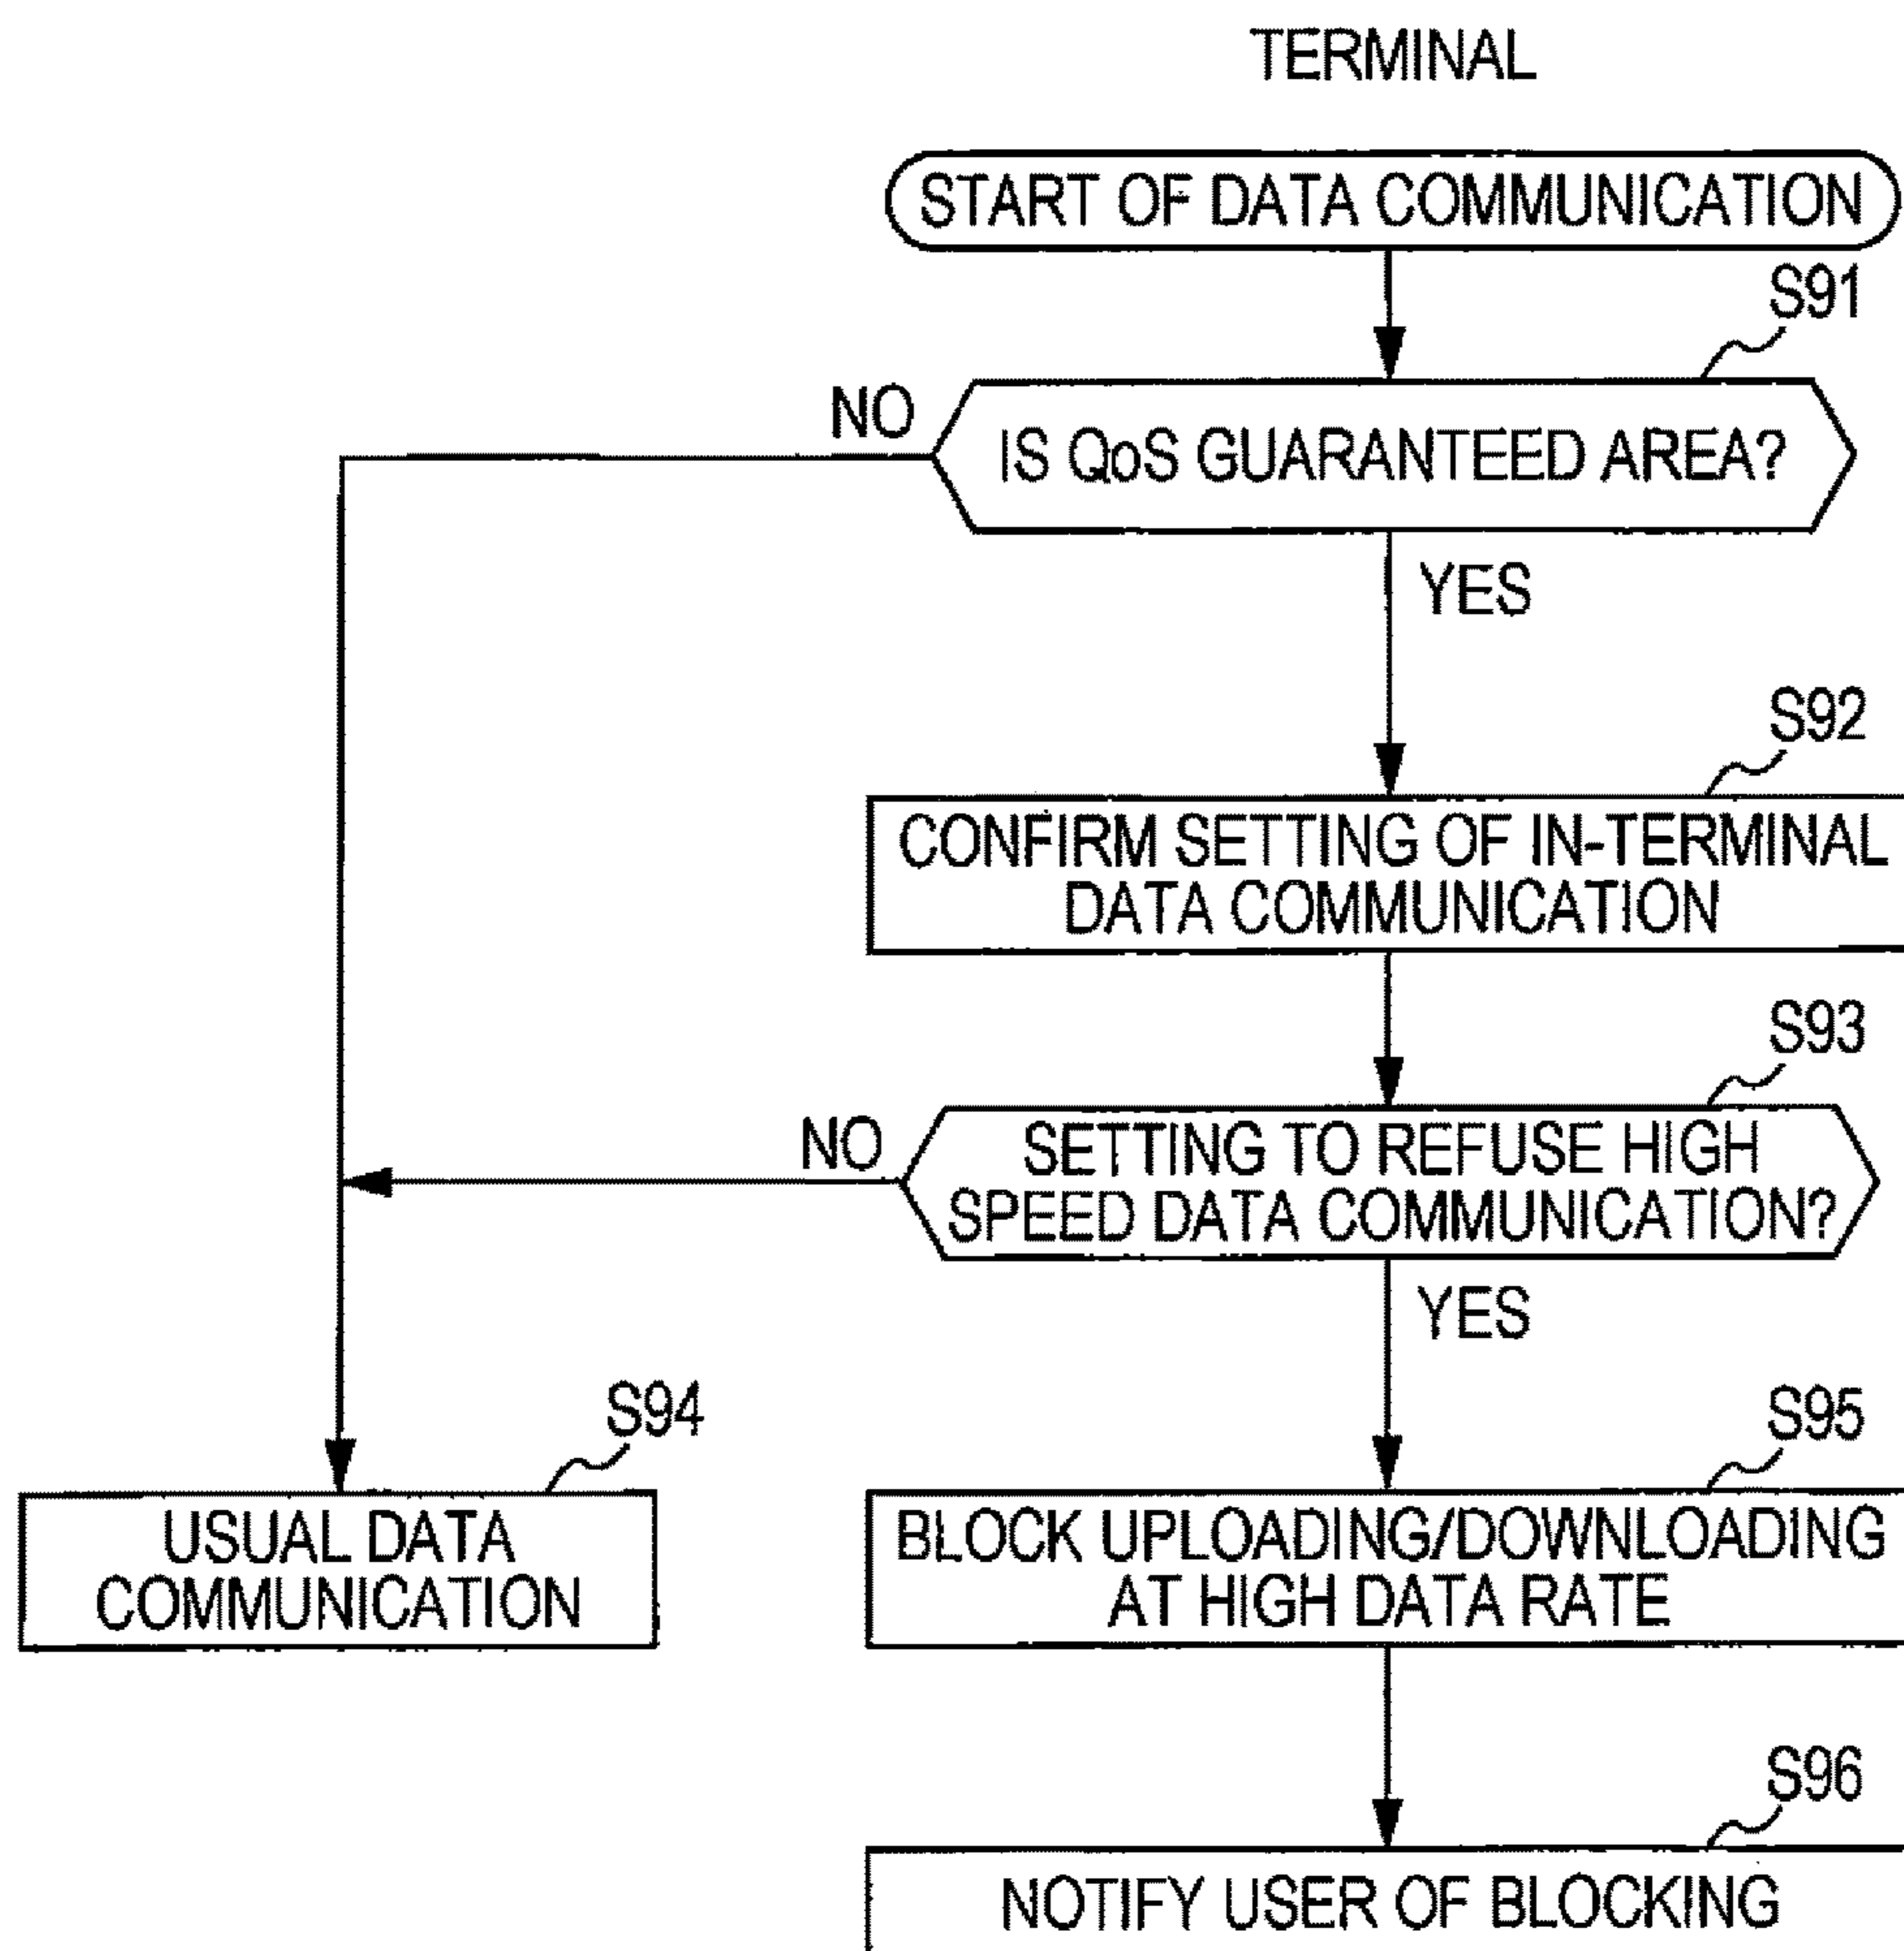 TERMINAL
START OF DATA COMMUNICATION
S91
NO
IS QoS GUARANTEED AREA?
YES
S92
CONFIRM SETTING OF IN-TERMINAL
DATA COMMUNICATION
S93
NO
SETTING TO REFUSE HIGH
SPEED DATA COMMUNICATION?
YES
S94
USUAL DATA
COMMUNICATION
S95
BLOCK UPLOADING/DOWNLOADING
AT HIGH DATA RATE
S96
NOTIFY USER OF BLOCKING